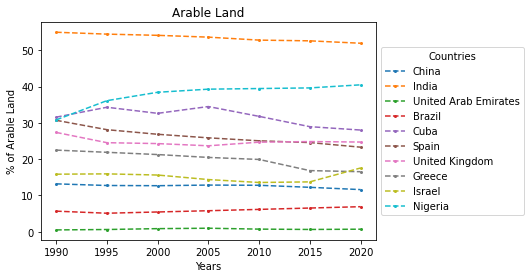 Arable Land
% of Arable Land
50
40
30
20
10
0
1990 1995 2000 2005 2010 2015 2020
Years
Countries
China
India
United Arab Emirates
Brazil
Cuba
Spain
United Kingdom
Greece
Israel
Nigeria